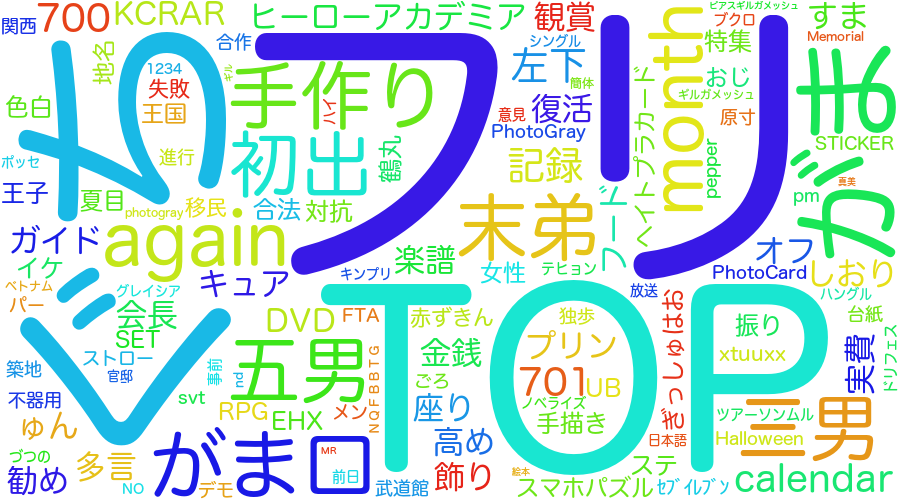 関西
700
KCRAR
ヒーローアカデミア
観賞
ピアスギルガメッシュ
ブクロ
すま
Memorial
合作
シングル
特集
地名
1234
ギル
失敗
手作り
フリ
左下
簡体
month
おじ
ギルガメッシュ
まが
色白
王国
ハイ
意見
復活
PhotoGray
原寸
ヘイトプラカード
STICKER
ポッセ
進行
初出
鶴丸
記録
pepper
真美
王子
夏目
photogray
移民
合法
対抗
末弟
フード
pm
ガイド
again
楽譜
オフ
イケ
キュア
キンプリ
女性
テヒョン
PhotoCard
しおり
ベトナム
パー
グレイシア
放送
ハングル
会長
SET
シ
TOP
DVD
FTA
赤ずきん
独歩
ぎっしゅはお
振り
台紙
築地
ストロー
官邸
事前
五男
金銭
プリン
xtuuxx
実費
ドリフェス
nd
NQFBBTG
ごろ
701
UB
ノベライズ
不器用
svt
RPG
EHX
メン
座り
手描き
三男
ツアーソンムル
ゅん
がま
ロ
MR
前日
高め
日本語
Halloween
づつの
勧め
多言
NO
デモ
武道館
飾り
絵本
ステ
スマホパズル
セブイレブン
calendar